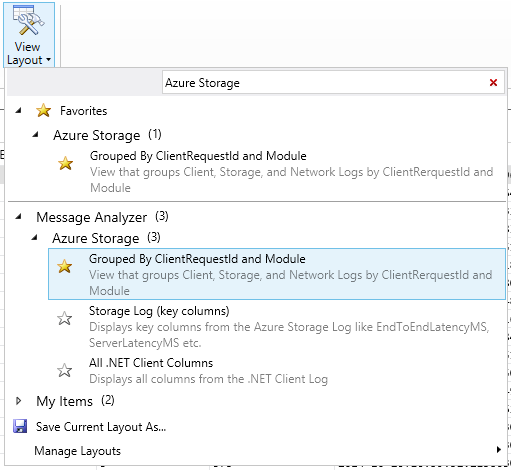 View
Layout
Azure Storage
Favorites
Azure Storage (1)
Grouped By ClientRequestId and Module
View that groups Client, Storage, and Network Logs by ClientRerquestId and
Module
Message Analyzer (3)
Azure Storage (3)
Grouped By ClientRequestId and Module
View that groups Client, Storage, and Network Logs by ClientRerquestId and
Module
Storage Log (key columns)
Displays key columns from the Azure Storage Log like EndToEndLatencyMS,
ServerLatencyMS etc.
All .NET Client Columns
Displays all columns from the .NET Client Log
My Items (2)
Save Current Layout As...
Manage Layouts